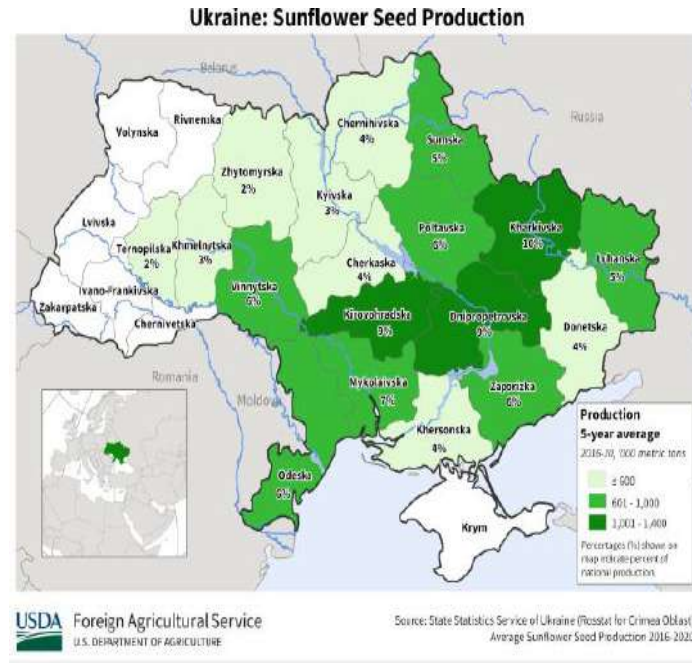 Ukraine: Sunflower Seed Production
Belarus
Russia
Volynska
Rivnenska
Chernihivska
4%
Sumska
5%
Zhytomyrska
2%
Kyivska
3%
Lvivska
Ternopilska
2%
Khmelnytska
3%
Poltavska
6%
Kharkivska
10%
Luhanska
5%
Cherkaska
4%
Vinnytska
6%
Ivano-Frankivska
Zakarpatska
Chernivetska
Kirovohradska
9%
Dnipropetrovska
9%
Donetska
4%
Romania
Moldova
Mykolaivska
7%
Zaporizka
6%
Khersonska
4%
Odeska
Krym
Production
5-year average
2016-20, '000 metric tons
≤ 600
601 - 1,000
1,001 - 1,400
Percentages (%) shown on
map indicate percent of
national production.
USDA Foreign Agricultural Service
U.S. DEPARTMENT OF AGRICULTURE
Source: State Statistics Service of Ukraine (Rosstat for Crimea Oblast)
Average Sunflower Seed Production 2016-2020